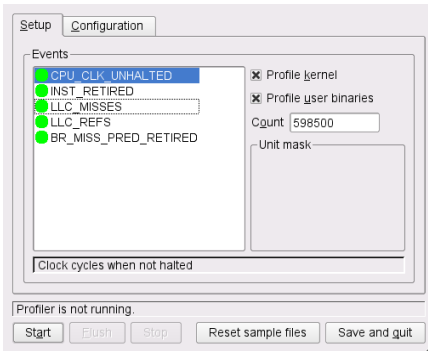 Setup Configuration
Events
CPU_CLK_UNHALTED
INST_RETIRED
LLC_MISSES
LLC_REFS
BR_MISS_PRED_RETIRED
Profile kernel
Profile user binaries
Count 598500
Unit mask
Clock cycles when not halted
Profiler is not running.
Start Flush Stop Reset sample files Save and quit